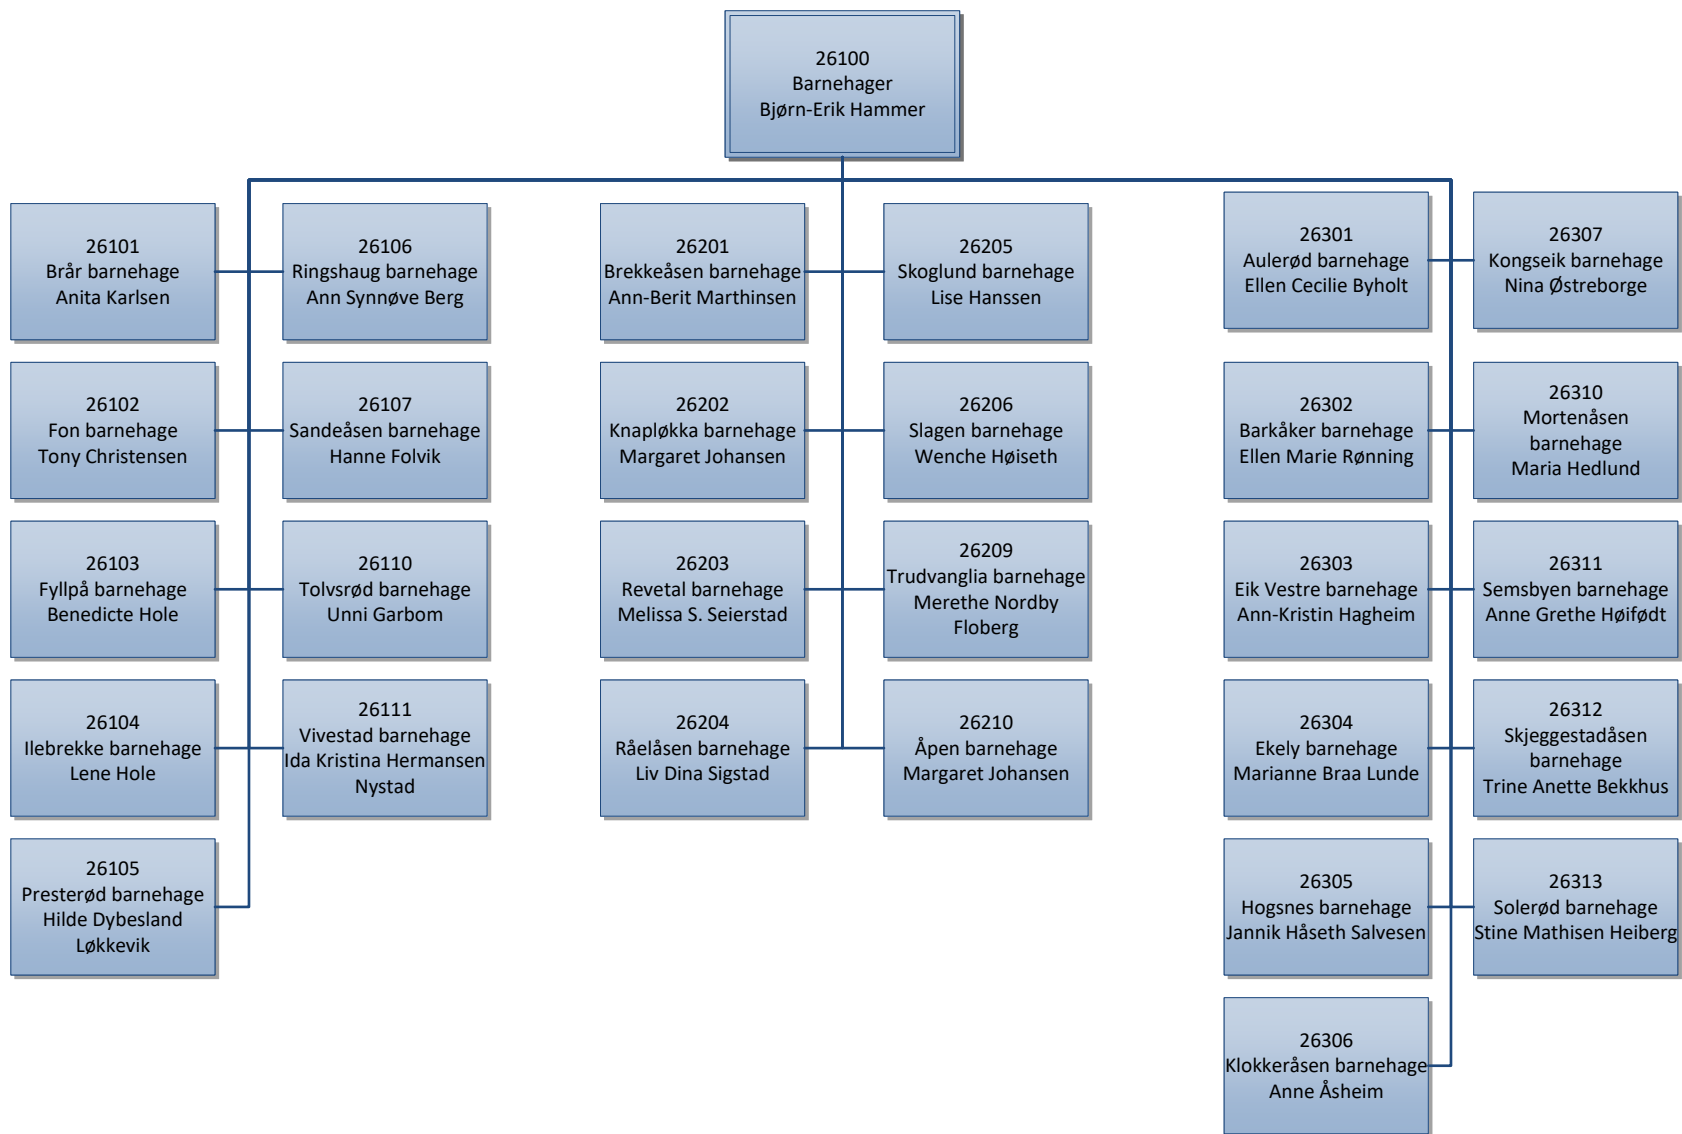 26100
Barnehager
Bjørn-Erik Hammer
26101
Brår barnehage
Anita Karlsen
26106
Ringshaug barnehage
Ann Synnøve Berg
26102
Fon barnehage
Tony Christensen
26107
Sandeåsen barnehage
Hanne Folvik
26103
Fyllpå barnehage
Benedicte Hole
26110
Tolvsrød barnehage
Unni Garbom
26104
Ilebrekke barnehage
Lene Hole
26111
Vivestad barnehage
Ida Kristina Hermansen
Nystad
26105
Presterød barnehage
Hilde Dybesland
Løkkevik
26201
Brekkeåsen barnehage
Ann-Berit Marthinsen
26205
Skoglund barnehage
Lise Hanssen
26202
Knapløkka barnehage
Margaret Johansen
26206
Slagen barnehage
Wenche Høiseth
26203
Revetal barnehage
Melissa S. Seierstad
26209
Trudvanglia barnehage
Merethe Nordby
Floberg
26204
Råelåsen barnehage
Liv Dina Sigstad
26210
Åpen barnehage
Margaret Johansen
26301
Aulerød barnehage
Ellen Cecilie Byholt
26307
Kongseik barnehage
Nina Østreborge
26302
Barkåker barnehage
Ellen Marie Rønning
26310
Mortenåsen
barnehage
Maria Hedlund
26303
Eik Vestre barnehage
Ann-Kristin Hagheim
26311
Semsbyen barnehage
Anne Grethe Høifødt
26304
Ekely barnehage
Marianne Braa Lunde
26312
Skjeggestadåsen
barnehage
Trine Anette Bekkhus
26305
Hogsnes barnehage
Jannik Håseth Salvesen
26313
Solerød barnehage
Stine Mathisen Heiberg
26306
Klokkeråsen barnehage
Anne Åsheim